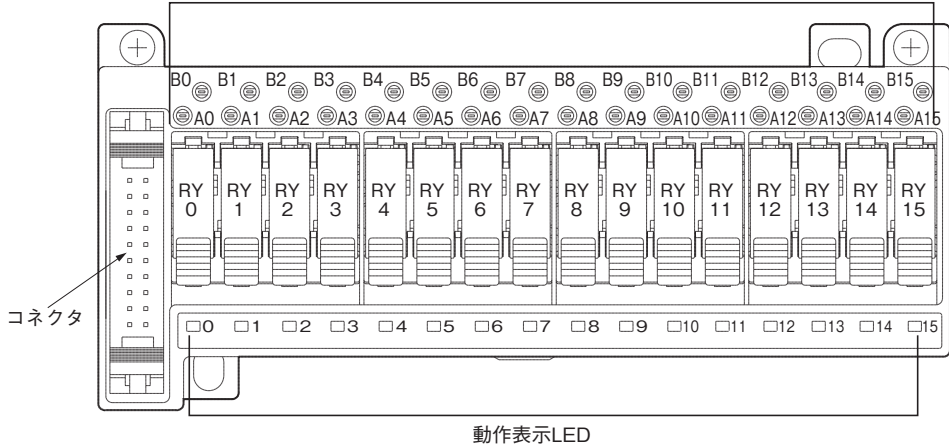 B0 B1 B2 B3 B4 B5 B6 B7 B8 B9 B10 B11 B12 B13 B14 B15
A0 A1 A2 A3 A4 A5 A6 A7 A8 A9 A10 A11 A12 A13 A14 A15
RY RY RY RY RY RY RY RY RY RY RY RY RY RY RY RY
0 1 2 3 4 5 6 7 8 9 10 11 12 13 14 15
コネクタ
0 1 2 3 4 5 6 7 8 9 10 11 12 13 14 15
動作表示LED